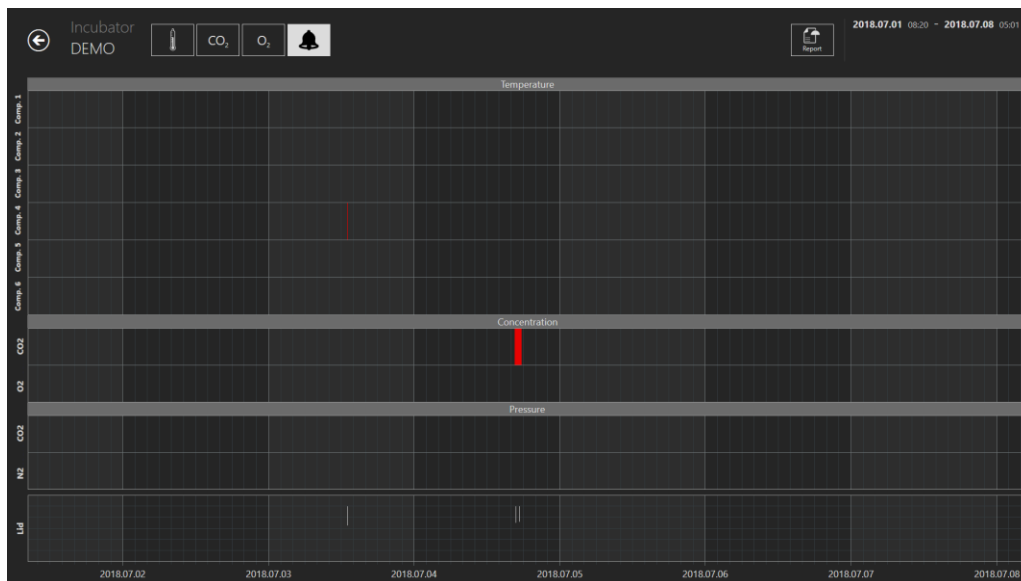 Incubator
DEMO
CO₂
O₂
Report
2018.07.01 08:20 - 2018.07.08 05:01
Temperature
Comp. 1
Comp. 2
Comp. 3
Comp. 4
Comp. 5
Comp. 6
Concentration
CO2
O2
Pressure
CO2
N2
Lid
2018.07.02 2018.07.03 2018.07.04 2018.07.05 2018.07.06 2018.07.07 2018.07.08